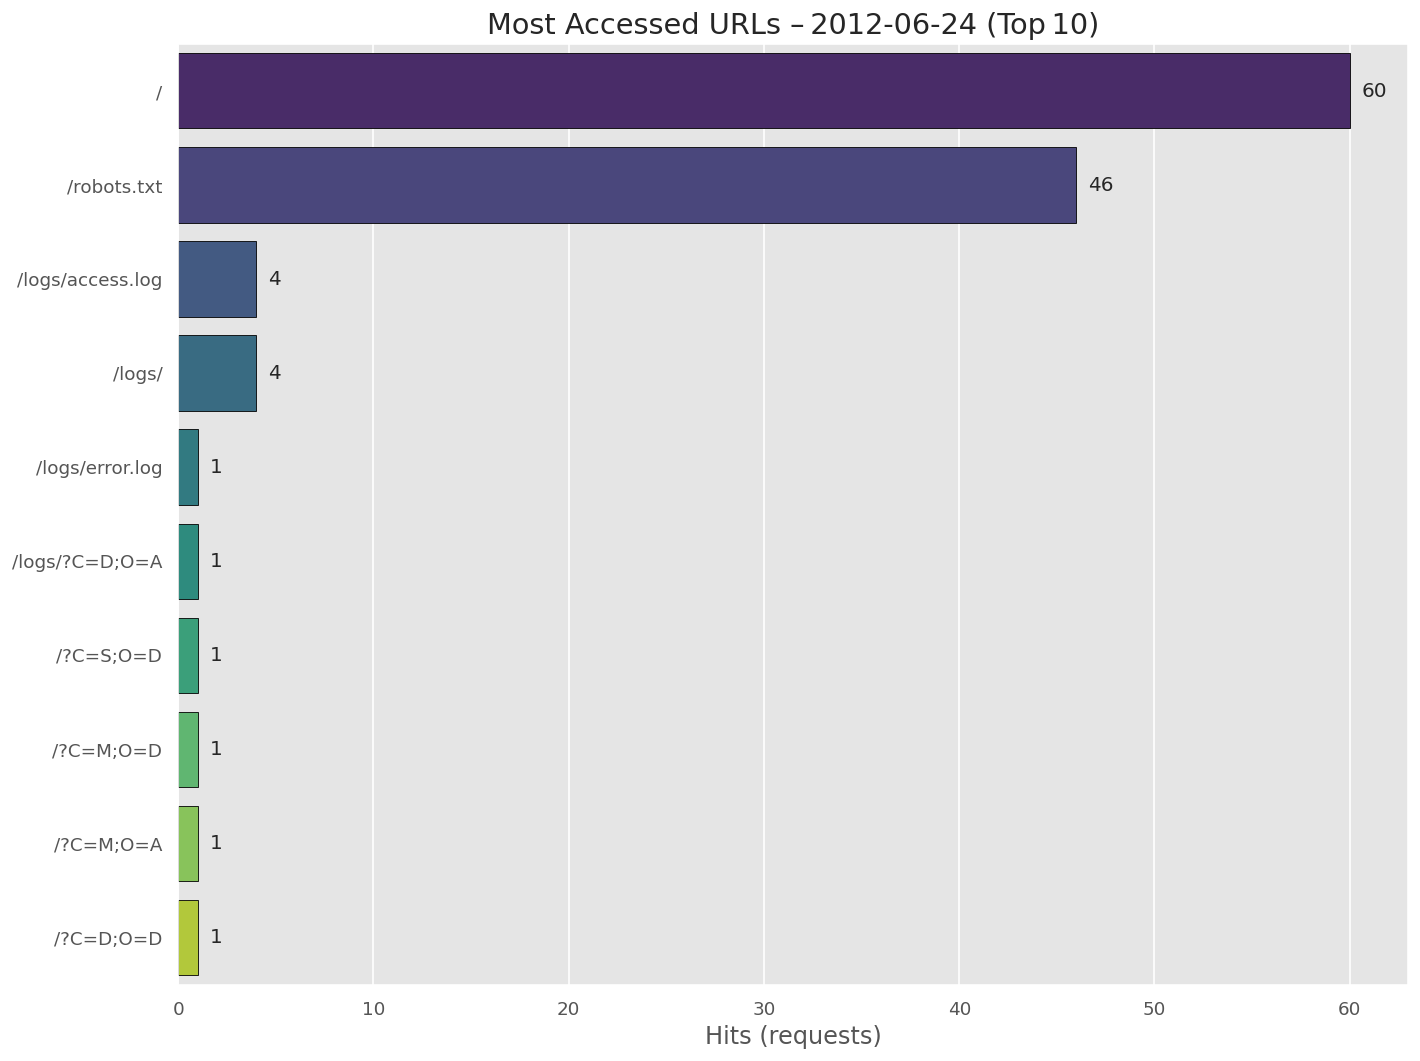 Most Accessed URLs – 2012-06-24 (Top 10)
/
60
/robots.txt
46
/logs/access.log
4
/logs/
4
/logs/error.log
1
/logs/?C=D;O=A
1
/?C=S;O=D
1
/?C=M;O=D
1
/?C=M;O=A
1
/?C=D;O=D
1
0 10 20 30 40 50 60
Hits (requests)